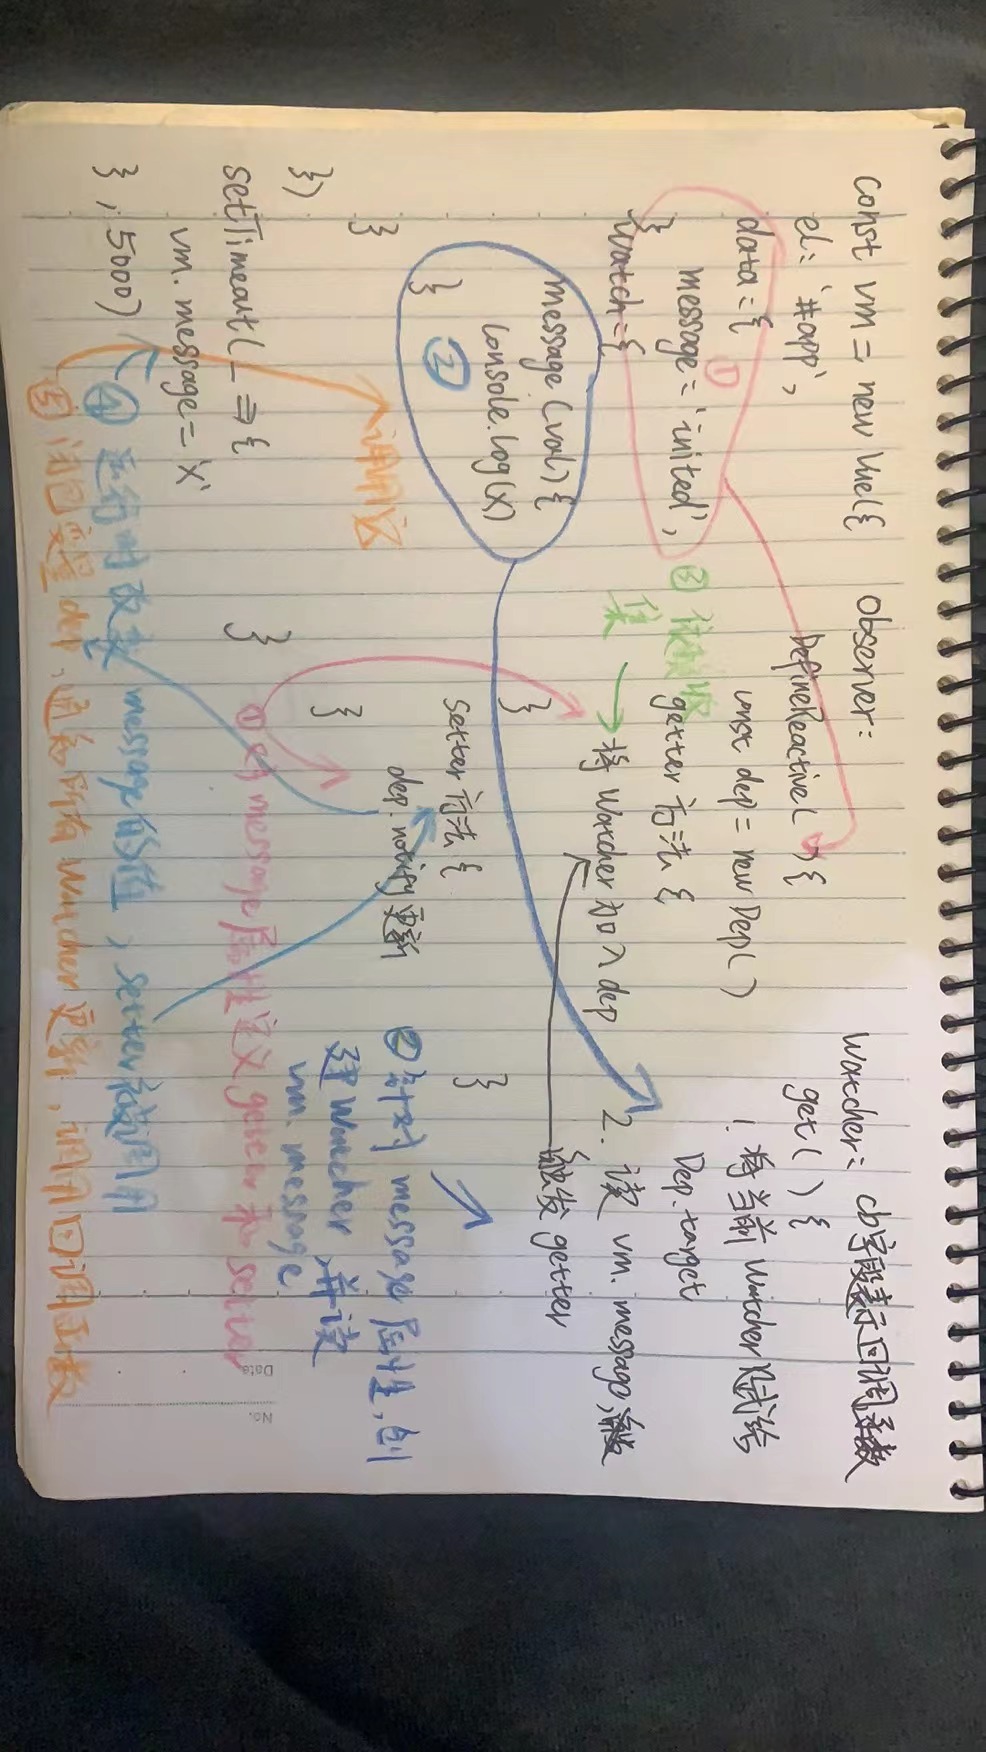 const vm = new Vue({
el: '#app',
data = {
①
message = 'inited',
}
watch = {
message (val) {
console.log(x)
}
②
}
})
setTimeout(_ => {
vm. message = 'x'
}, 5000)
Observer:
DefineReactive( ) {
const dep = new Dep( )
getter 方法 {
将 Watcher 加入 dep
}
setter 方法 {
dep. notify 更新
}
}
③ 依赖收
集
Watcher: cb字段表示回调函数
get( ) {
1. 将当前 Watcher 赋给
Dep. target
2. 读 vm. message,
触发 getter
}
② 针对 message 属性, 创
建 Watcher, 并读
vm. message
① 对 message 属性定义 getter 和 setter
调用这
④ 运行时改变 message 的值, setter 被调用
⑤ 闭包变量 dep, 通知所有 Watcher 更新, 调用回调函数
No.
Date